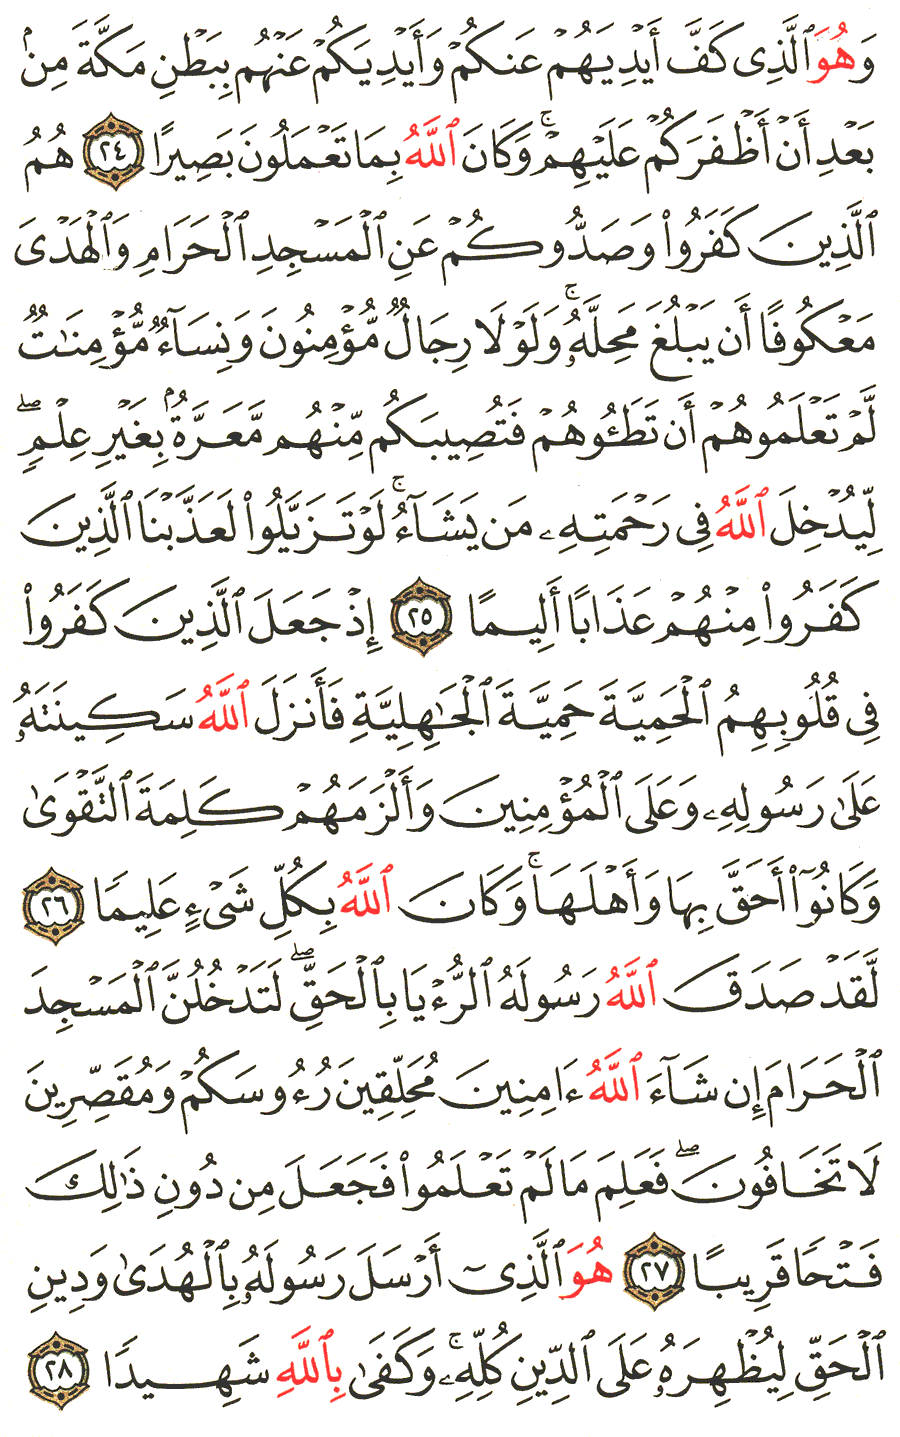 وَهُوَ ٱلَّذِى كَفَّ أَيْدِيَهُمْ عَنكُمْ وَأَيْدِيَكُمْ عَنْهُم بِبَطْنِ مَكَّةَ مِنۢ
بَعْدِ أَنْ أَظْفَرَكُمْ عَلَيْهِمْ ۚ وَكَانَ ٱللَّهُ بِمَا تَعْمَلُونَ بَصِيرًا ٢٤ هُمُ
ٱلَّذِينَ كَفَرُوا۟ وَصَدُّوكُمْ عَنِ ٱلْمَسْجِدِ ٱلْحَرَامِ وَٱلْهَدْىَ
مَعْكُوفًا أَن يَبْلُغَ مَحِلَّهُۥ ۚ وَلَوْلَا رِجَالٌ مُّؤْمِنُونَ وَنِسَآءٌ مُّؤْمِنَـٰتٌ
لَّمْ تَعْلَمُوهُمْ أَن تَطَـُٔوهُمْ فَتُصِيبَكُم مِّنْهُم مَّعَرَّةٌۢ بِغَيْرِ عِلْمٍ ۖ
لِّيُدْخِلَ ٱللَّهُ فِى رَحْمَتِهِۦ مَن يَشَآءُ ۚ لَوْ تَزَيَّلُوا۟ لَعَذَّبْنَا ٱلَّذِينَ
كَفَرُوا۟ مِنْهُمْ عَذَابًا أَلِيمًا ٢٥ إِذْ جَعَلَ ٱلَّذِينَ كَفَرُوا۟
فِى قُلُوبِهِمُ ٱلْحَمِيَّةَ حَمِيَّةَ ٱلْجَـٰهِلِيَّةِ فَأَنزَلَ ٱللَّهُ سَكِينَتَهُۥ
عَلَىٰ رَسُولِهِۦ وَعَلَى ٱلْمُؤْمِنِينَ وَأَلْزَمَهُمْ كَلِمَةَ ٱلتَّقْوَىٰ
وَكَانُوٓا۟ أَحَقَّ بِهَا وَأَهْلَهَا ۚ وَكَانَ ٱللَّهُ بِكُلِّ شَىْءٍ عَلِيمًا ٢٦
لَّقَدْ صَدَقَ ٱللَّهُ رَسُولَهُ ٱلرُّءْيَا بِٱلْحَقِّ ۖ لَتَدْخُلُنَّ ٱلْمَسْجِدَ
ٱلْحَرَامَ إِن شَآءَ ٱللَّهُ ءَامِنِينَ مُحَلِّقِينَ رُءُوسَكُمْ وَمُقَصِّرِينَ
لَا تَخَافُونَ ۖ فَعَلِمَ مَا لَمْ تَعْلَمُوا۟ فَجَعَلَ مِن دُونِ ذَٰلِكَ
فَتْحًا قَرِيبًا ٢٧ هُوَ ٱلَّذِىٓ أَرْسَلَ رَسُولَهُۥ بِٱلْهُدَىٰ وَدِينِ
ٱلْحَقِّ لِيُظْهِرَهُۥ عَلَى ٱلدِّينِ كُلِّهِۦ ۚ وَكَفَىٰ بِٱللَّهِ شَهِيدًا ٢٨